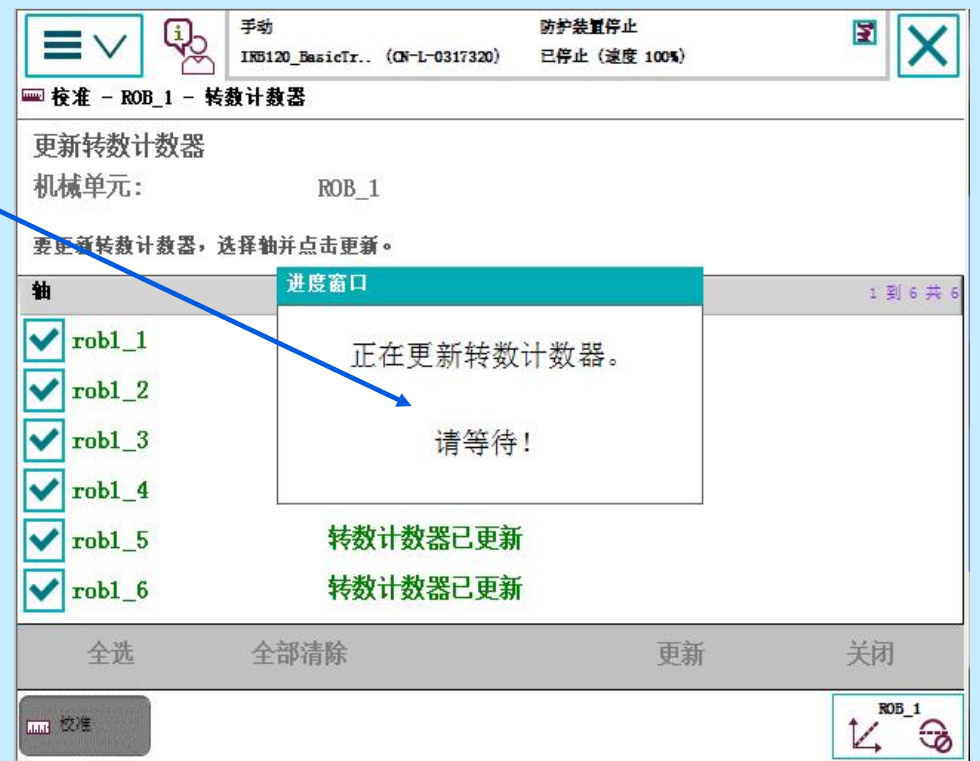 手动
防护装置停止
IRB120_BasicTr.. (CN-L-0317320)
已停止 (速度 100%)
校准 - ROB_1 - 转数计数器
更新转数计数器
机械单元:
ROB_1
要更新转数计数器，选择轴并点击更新。
轴
进度窗口
1 到 6 共 6
rob1_1
正在更新转数计数器。
rob1_2
rob1_3
请等待!
rob1_4
rob1_5
转数计数器已更新
rob1_6
转数计数器已更新
全选
全部清除
更新
关闭
校准
ROB_1